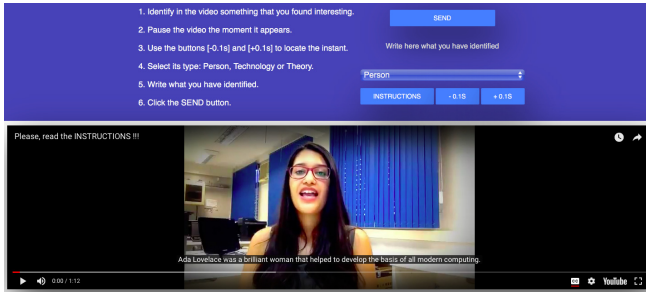 1. Identify in the video something that you found interesting.
2. Pause the video the moment it appears.
3. Use the buttons [-0.1s] and [+0.1s] to locate the instant.
4. Select its type: Person, Technology or Theory.
5. Write what you have identified.
6. Click the SEND button.
SEND
Write here what you have identified
Person
INSTRUCTIONS
- 0.1S
+ 0.1S
Please, read the INSTRUCTIONS !!!
Ada Lovelace was a brilliant woman that helped to develop the basis of all modern computing.
0:00 / 1:12
CC
YouTube